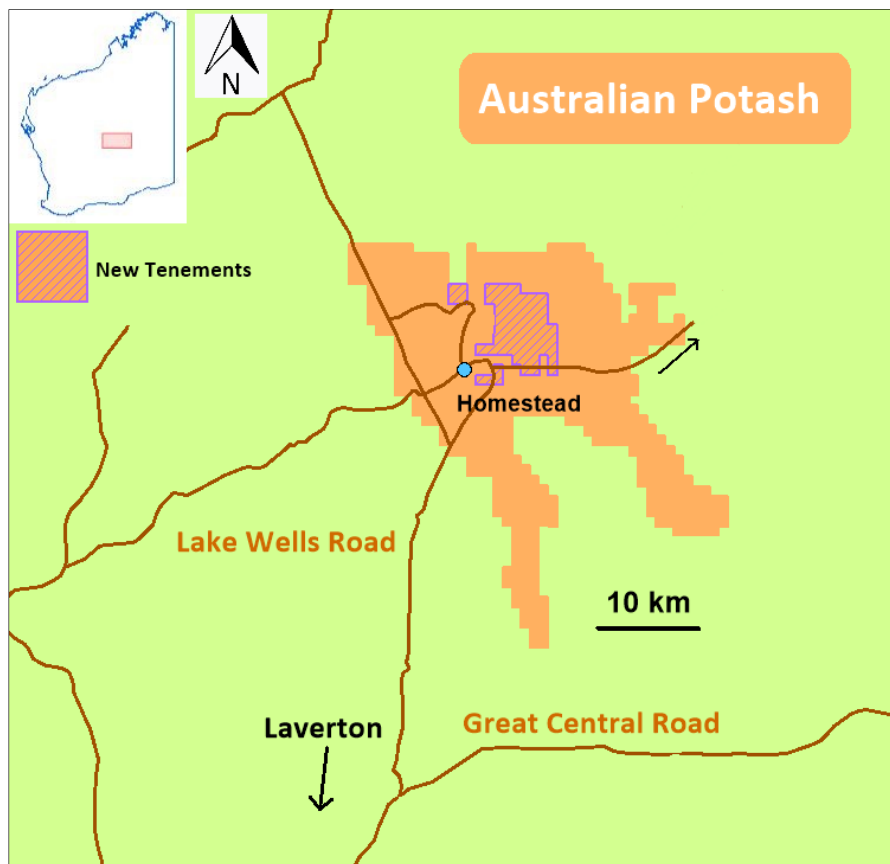 N
Australian Potash
New Tenements
Homestead
Lake Wells Road
10 km
Laverton
Great Central Road